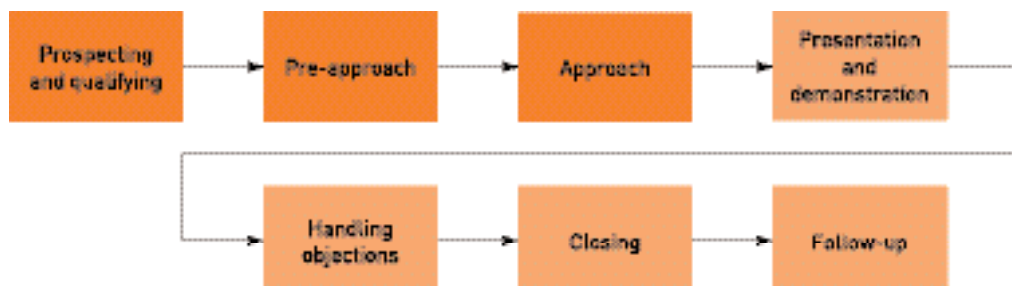 Prospecting
and qualifying
Pre-approach
Approach
Presentation
and
demonstration
Handling
objections
Closing
Follow-up